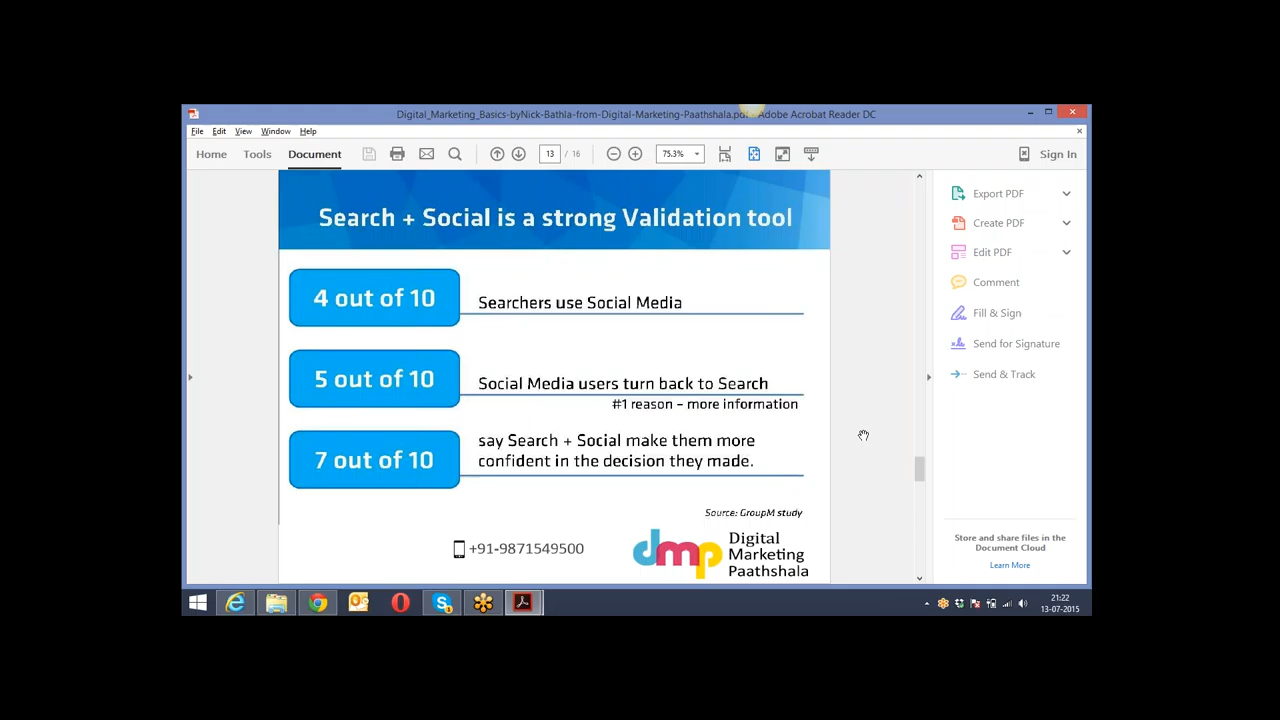 Digital_Marketing_Basics-byNick-Bathla-from-Digital-Marketing-Paathshala.pdf - Adobe Acrobat Reader DC
File Edit View Window Help
Home Tools Document 13 / 16 75.3% Sign In
Search + Social is a strong Validation tool
4 out of 10
Searchers use Social Media
5 out of 10
Social Media users turn back to Search
#1 reason – more information
7 out of 10
say Search + Social make them more
confident in the decision they made.
Source: GroupM study
+91-9871549500
dmp
Digital
Marketing
Paathshala
Export PDF
Create PDF
Edit PDF
Comment
Fill & Sign
Send for Signature
Send & Track
Store and share files in the
Document Cloud
Learn More
21:22
13-07-2015